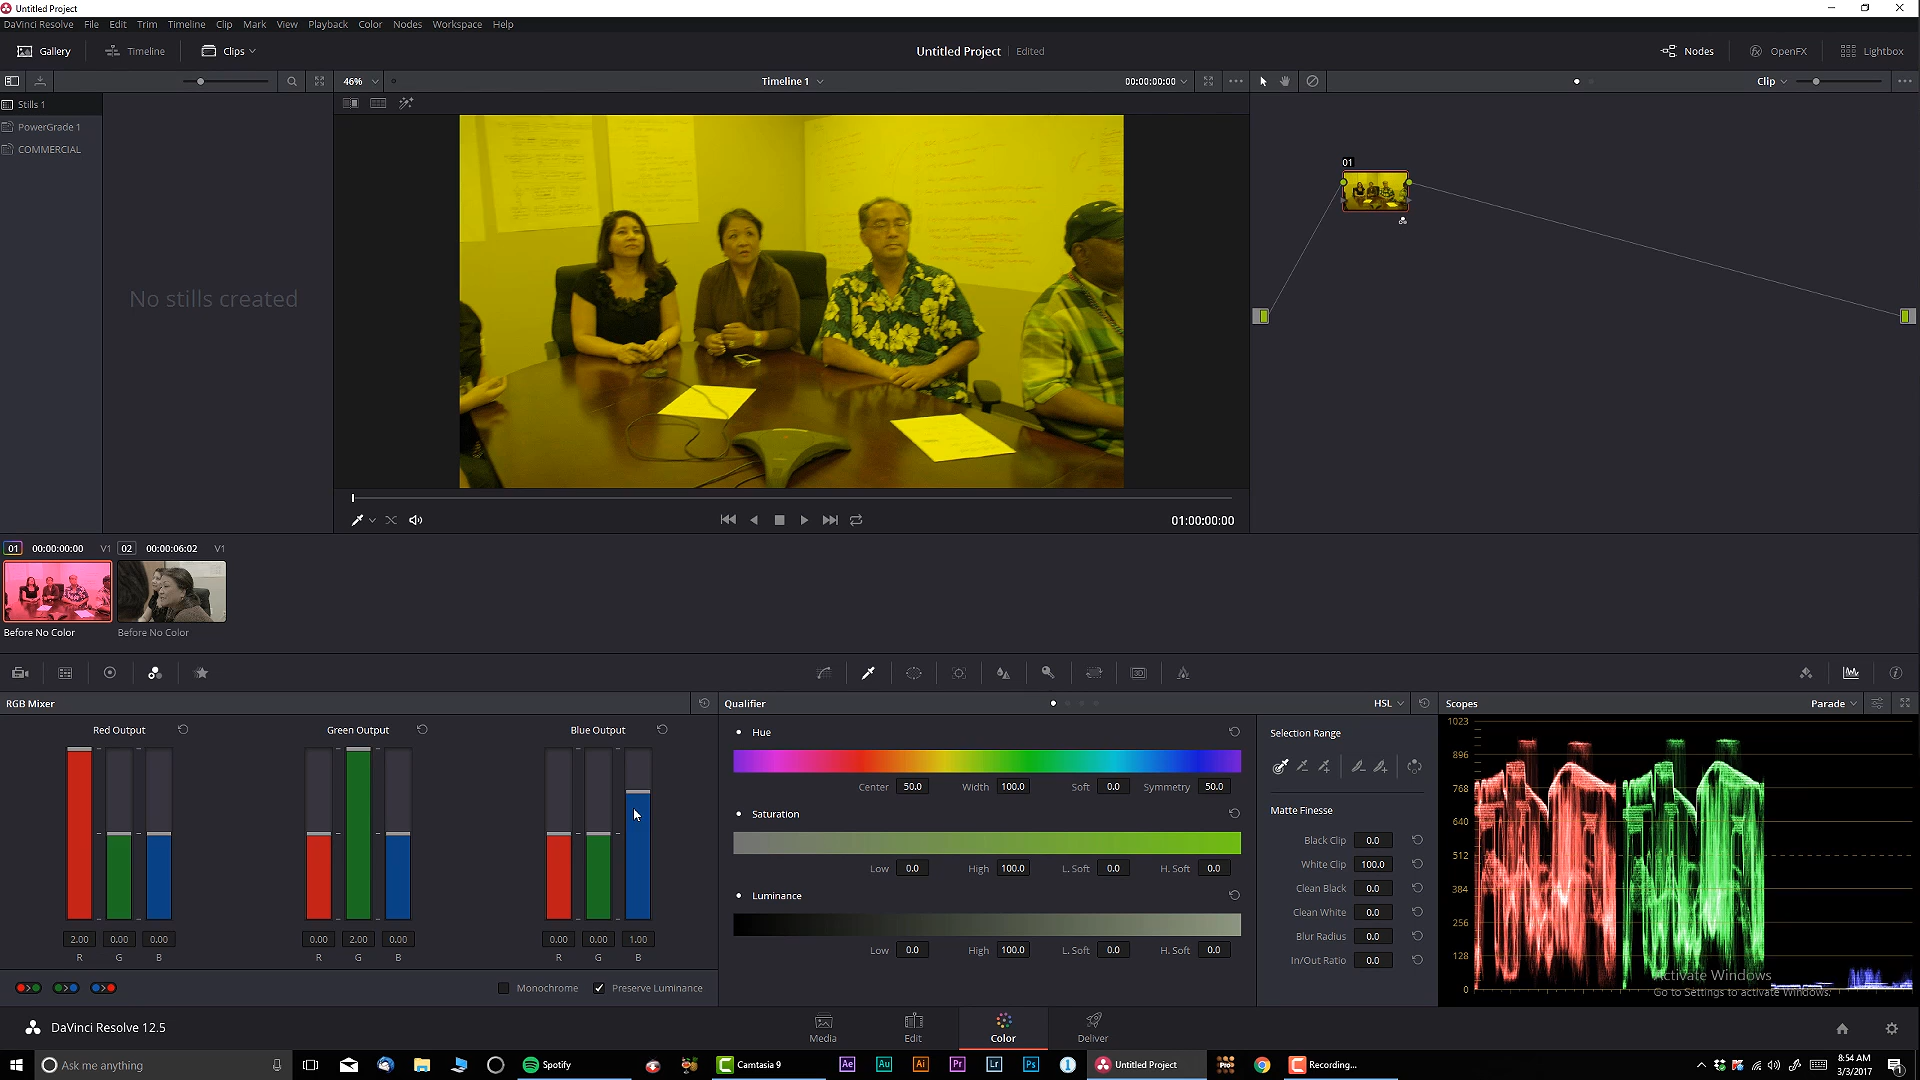 Untitled Project
DaVinci Resolve File Edit Trim Timeline Clip Mark View Playback Color Nodes Workspace Help
Gallery Timeline Clips Untitled Project Edited Nodes OpenFX Lightbox
46% Timeline 1 00:00:00:00 Clip
Stills 1
PowerGrade 1
COMMERCIAL
No stills created
01
01:00:00:00
01 00:00:00:00 V1 02 00:00:06:02 V1
Before No Color Before No Color
RGB Mixer Qualifier HSL Scopes Parade
Red Output Green Output Blue Output
2.00 0.00 0.00 0.00 2.00 0.00 0.00 0.00 1.00
R G B R G B R G B
Monochrome Preserve Luminance
Hue
Center 50.0 Width 100.0 Soft 0.0 Symmetry 50.0
Saturation
Low 0.0 High 100.0 L. Soft 0.0 H. Soft 0.0
Luminance
Low 0.0 High 100.0 L. Soft 0.0 H. Soft 0.0
Selection Range
Matte Finesse
Black Clip 0.0
White Clip 100.0
Clean Black 0.0
Clean White 0.0
Blur Radius 0.0
In/Out Ratio 0.0
1023
896
768
640
512
384
256
128
0
Activate Windows
Go to Settings to activate Windows.
DaVinci Resolve 12.5 Media Edit Color Deliver
Ask me anything Spotify Camtasia 9 Ae Au Ai Pr Lr Ps Untitled Project Recording... 8:54 AM
3/3/2017